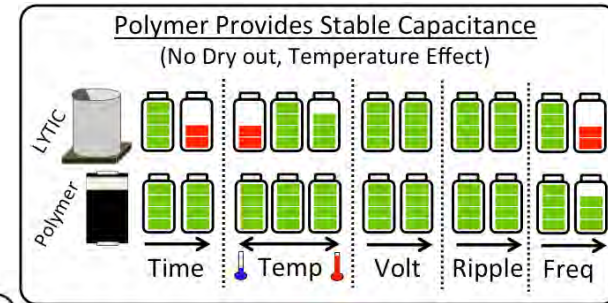 Polymer Provides Stable Capacitance
(No Dry out, Temperature Effect)
LYTIC
Polymer
Time
Temp
Volt
Ripple
Freq